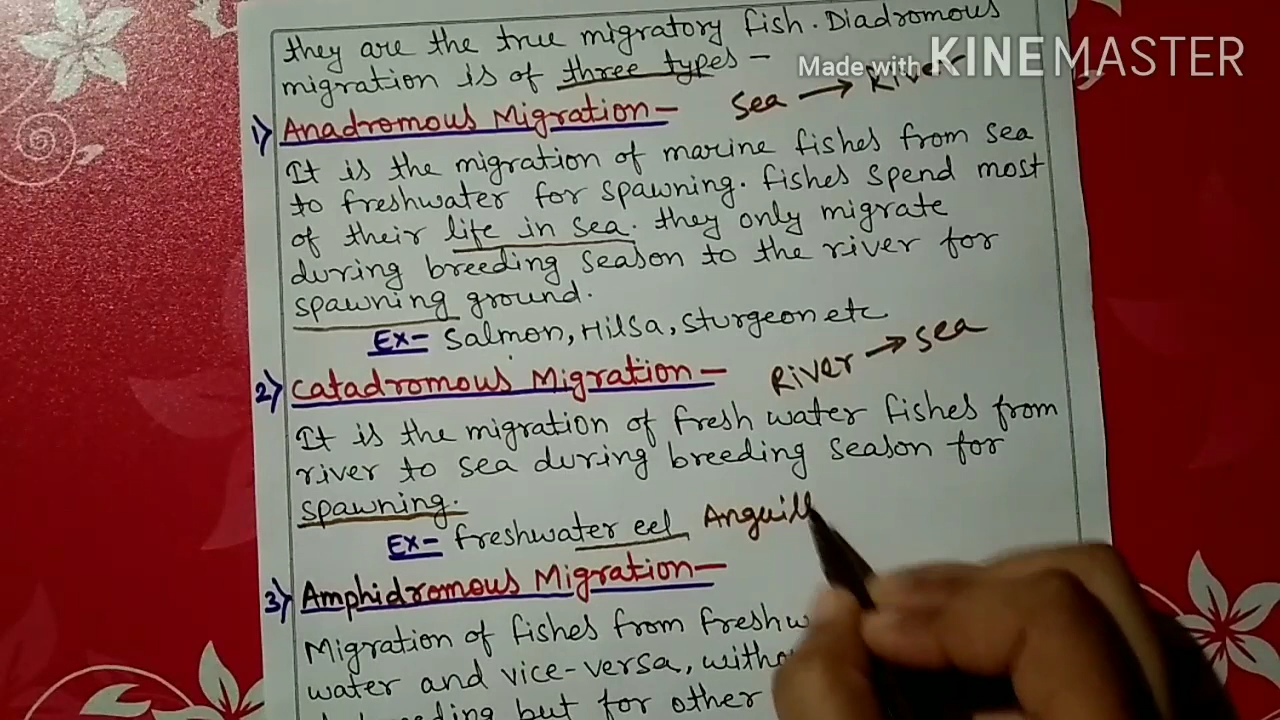 they are the true migratory fish. Diadromous
migration is of three types -
Made with KINEMASTER
1) Anadromous Migration - Sea → River
It is the migration of marine fishes from sea
to freshwater for spawning. fishes spend most
of their life in sea. they only migrate
during breeding season to the river for
spawning ground.
Ex- Salmon, Hilsa, Sturgeon etc
2) Catadromous Migration - River → Sea
It is the migration of fresh water fishes from
river to sea during breeding season for
spawning.
Ex- freshwater eel Anguill
3) Amphidromous Migration -
Migration of fishes from freshw
water and vice-versa, witho
but for other